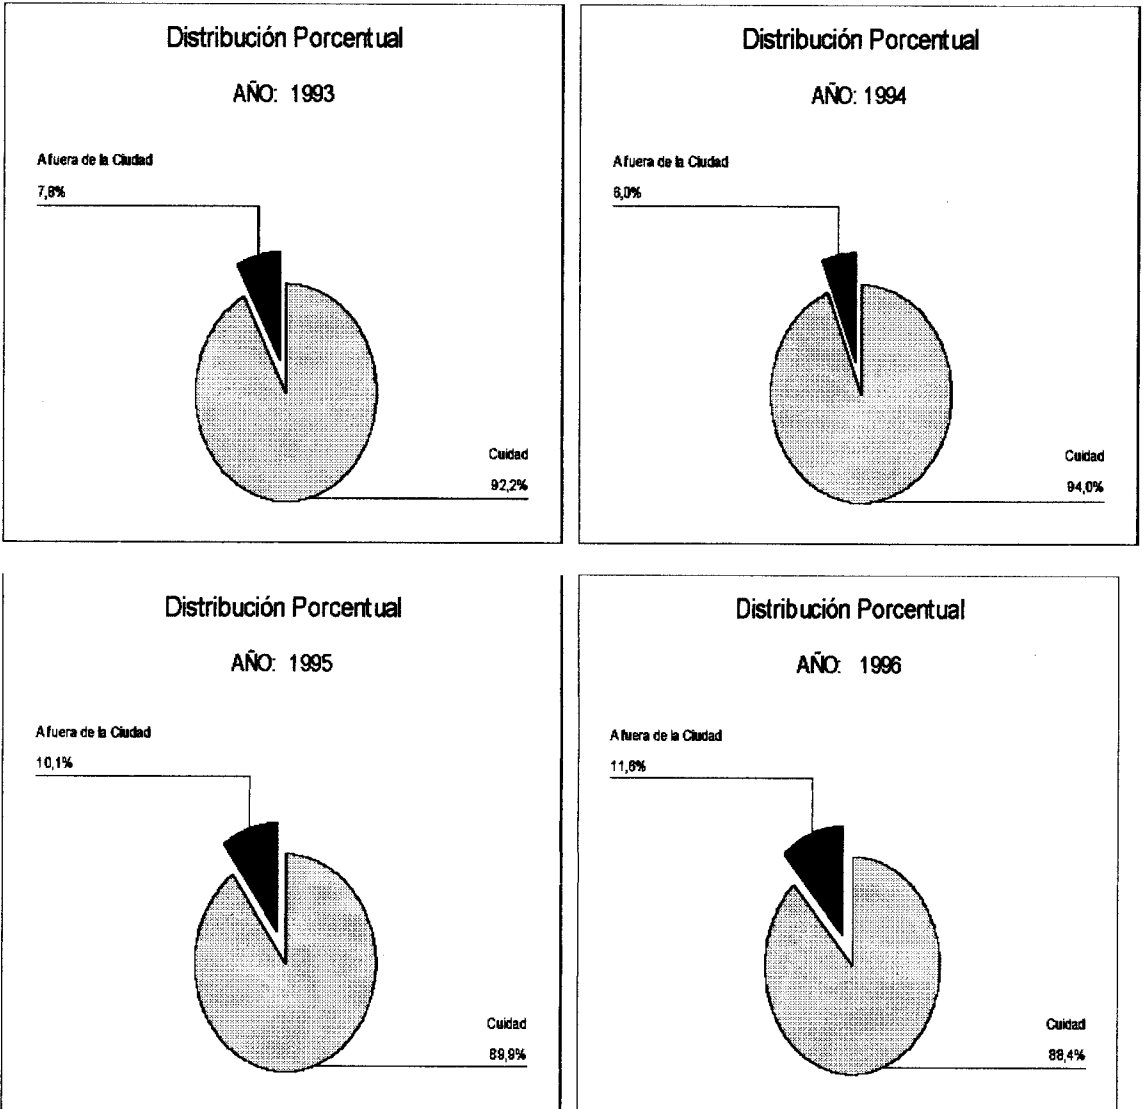 Distribución Porcentual
AÑO: 1993
Afuera de la Ciudad
7,8%
Cuidad
92,2%
Distribución Porcentual
AÑO: 1994
Afuera de la Ciudad
6,0%
Cuidad
94,0%
Distribución Porcentual
AÑO: 1995
Afuera de la Ciudad
10,1%
Cuidad
89,9%
Distribución Porcentual
AÑO: 1996
Afuera de la Ciudad
11,6%
Cuidad
88,4%